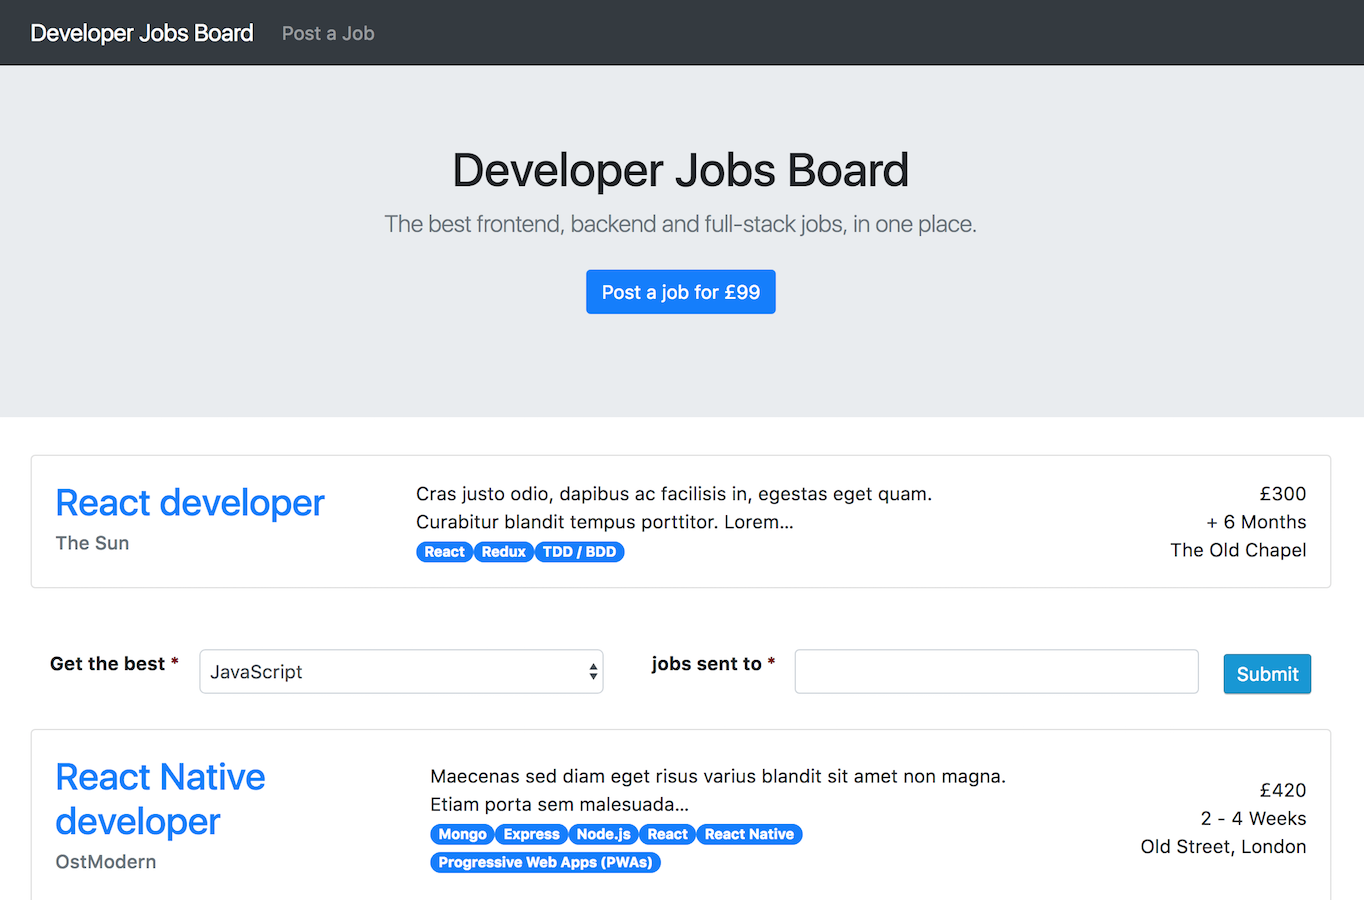 Developer Jobs Board Post a Job
Developer Jobs Board
The best frontend, backend and full-stack jobs, in one place.
Post a job for £99
React developer
The Sun
Cras justo odio, dapibus ac facilisis in, egestas eget quam.
Curabitur blandit tempus porttitor. Lorem...
React Redux TDD / BDD
£300
+ 6 Months
The Old Chapel
Get the best * JavaScript jobs sent to * Submit
React Native
developer
OstModern
Maecenas sed diam eget risus varius blandit sit amet non magna.
Etiam porta sem malesuada...
Mongo Express Node.js React React Native
Progressive Web Apps (PWAs)
£420
2 - 4 Weeks
Old Street, London